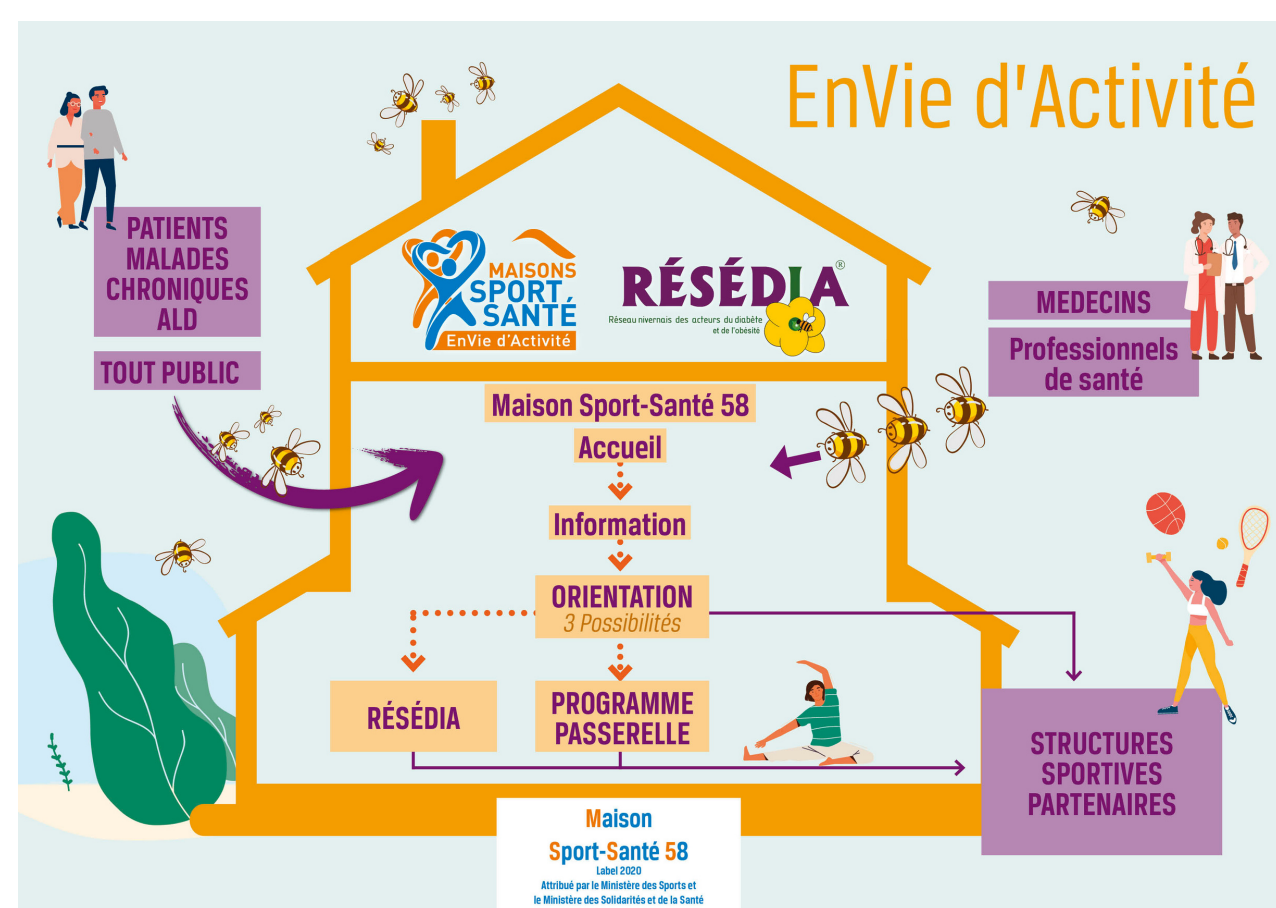 EnVie d'Activité
PATIENTS
MALADES
CHRONIQUES
ALD
TOUT PUBLIC
MAISONS
SPORT
SANTÉ
EnVie d'Activité
RÉSÉDIA®
Réseau nivernais des acteurs du diabète
et de l'obésité
MEDECINS
Professionnels
de santé
Maison Sport-Santé 58
Accueil
Information
ORIENTATION
3 Possibilités
RÉSÉDIA
PROGRAMME
PASSERELLE
STRUCTURES
SPORTIVES
PARTENAIRES
Maison
Sport-Santé 58
Label 2020
Attribué par le Ministère des Sports et
le Ministère des Solidarités et de la Santé